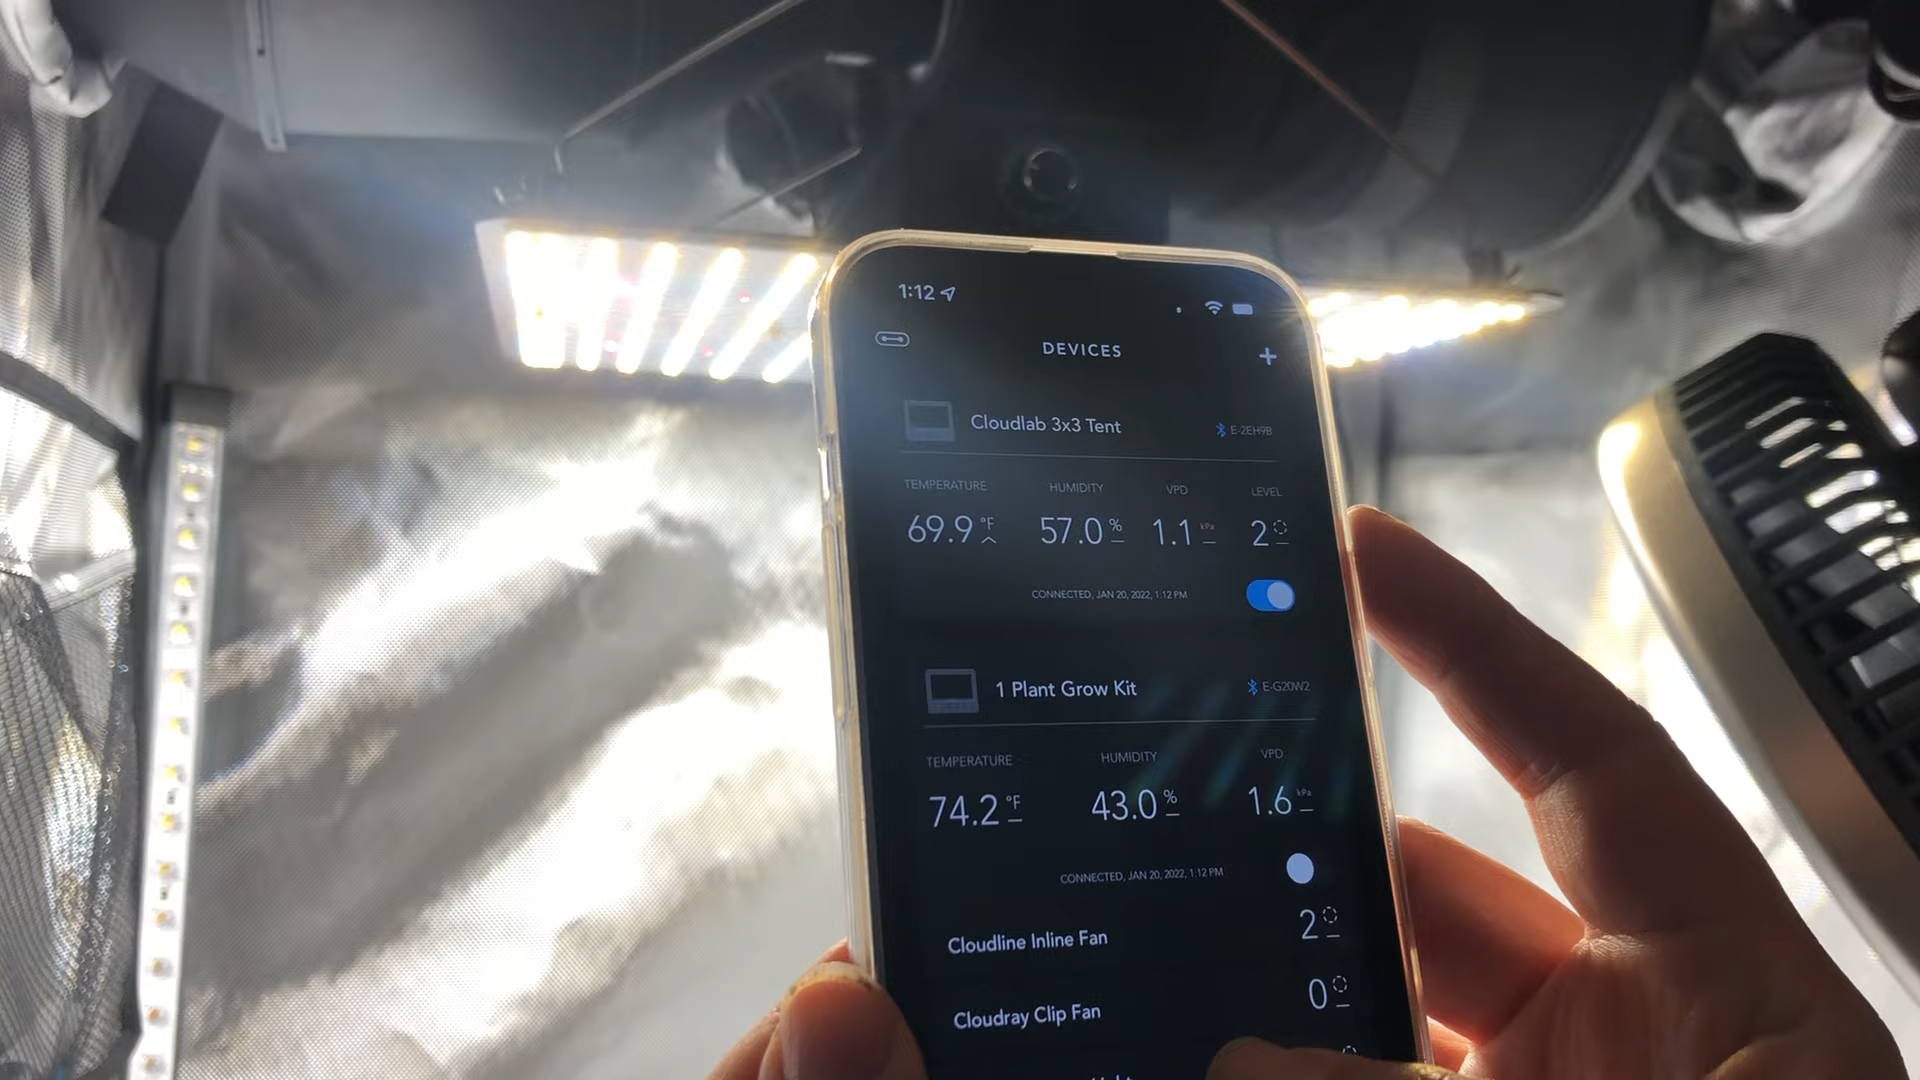 1:12
DEVICES
+
Cloudlab 3x3 Tent
E-2EH9B
TEMPERATURE HUMIDITY VPD LEVEL
69.9 °F 57.0 % 1.1 kPa 2
CONNECTED, JAN 20, 2022, 1:12 PM
1 Plant Grow Kit
E-G20W2
TEMPERATURE HUMIDITY VPD
74.2 °F 43.0 % 1.6 kPa
CONNECTED, JAN 20, 2022, 1:12 PM
Cloudline Inline Fan 2
Cloudray Clip Fan 0